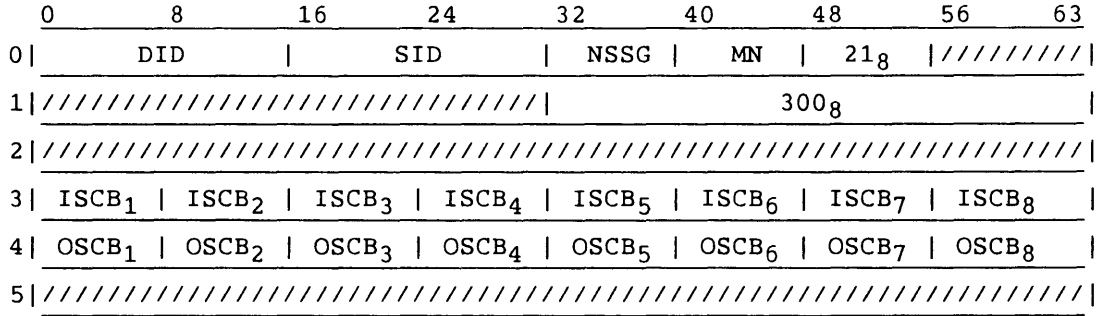 0 8 16 24 32 40 48 56 63
0| DID | SID | NSSG | MN | 21₈ |/////////|
1|///////////////////////////////| 300₈ |
2|/////////////////////////////////////////////////////////////////|
3| ISCB₁ | ISCB₂ | ISCB₃ | ISCB₄ | ISCB₅ | ISCB₆ | ISCB₇ | ISCB₈ |
4| OSCB₁ | OSCB₂ | OSCB₃ | OSCB₄ | OSCB₅ | OSCB₆ | OSCB₇ | OSCB₈ |
5|/////////////////////////////////////////////////////////////////|